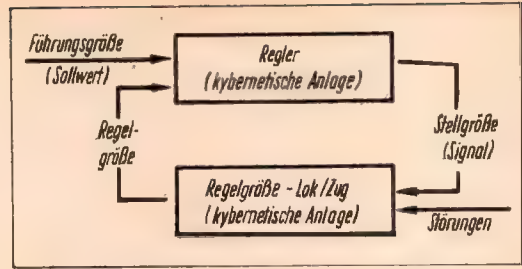 Führungsgröße
(Sollwert)
Regler
(kybernetische Anlage)
Regel-
größe
Stellgröße
(Signal)
Regelgröße - Lok/Zug
(kybernetische Anlage)
Störungen